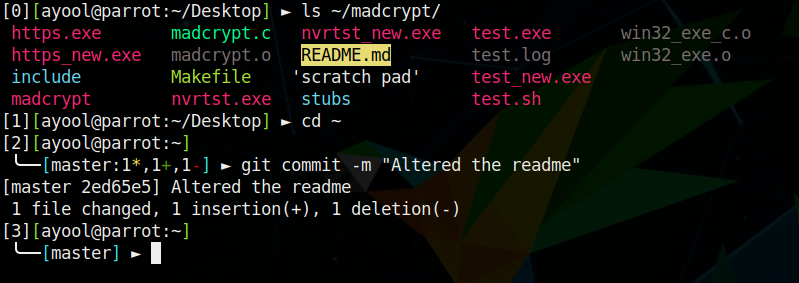 [0][ayool@parrot:~/Desktop] ► ls ~/madcrypt/
https.exe madcrypt.c nvrtst_new.exe test.exe win32_exe_c.o
https_new.exe madcrypt.o README.md test.log win32_exe.o
include Makefile 'scratch pad' test_new.exe
madcrypt nvrtst.exe stubs test.sh
[1][ayool@parrot:~/Desktop] ► cd ~
[2][ayool@parrot:~]
╰──[master:1*,1+,1-] ► git commit -m "Altered the readme"
[master 2ed65e5] Altered the readme
1 file changed, 1 insertion(+), 1 deletion(-)
[3][ayool@parrot:~]
╰──[master] ►